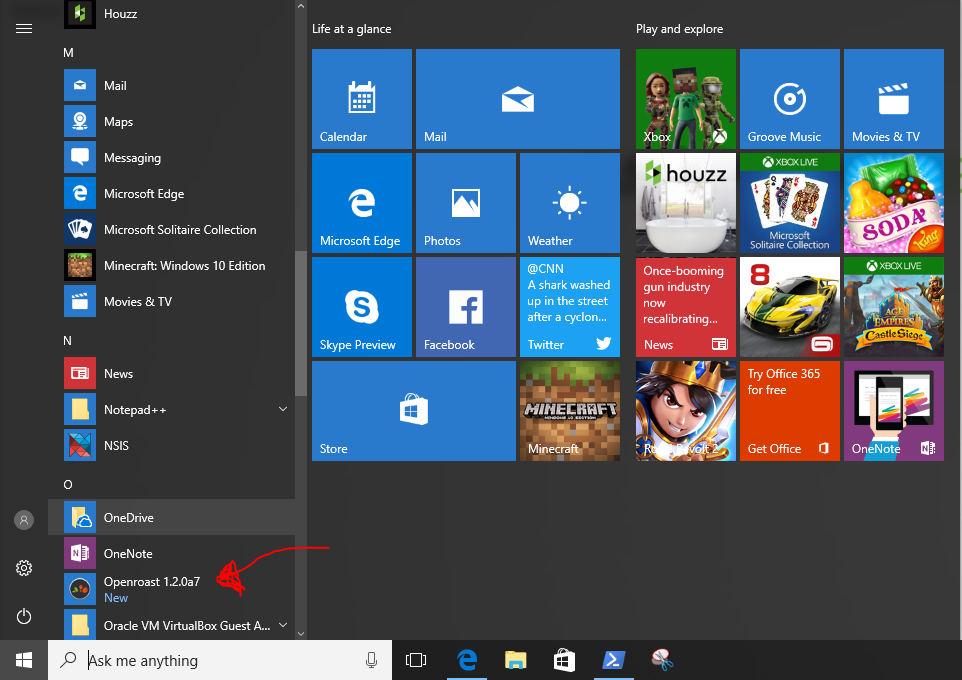 Houzz
M
Mail
Maps
Messaging
Microsoft Edge
Microsoft Solitaire Collection
Minecraft: Windows 10 Edition
Movies & TV
N
News
Notepad++
NSIS
O
OneDrive
OneNote
Openroast 1.2.0a7
New
Oracle VM VirtualBox Guest A...
Ask me anything
Life at a glance
Calendar
Mail
Microsoft Edge
Photos
Weather
Skype Preview
Facebook
@CNN
A shark washed
up in the street
after a cyclon...
Twitter
Store
MINECRAFT
WINDOWS 10 EDITION
Minecraft
Play and explore
Xbox
Groove Music
Movies & TV
houzz
XBOX LIVE
Microsoft
Solitaire Collection
SODA
King
Once-booming
gun industry
now
recalibrating...
News
8
XBOX LIVE
AGE
OF
EMPIRES
Castle Siege
Try Office 365
for free
Get Office
OneNote